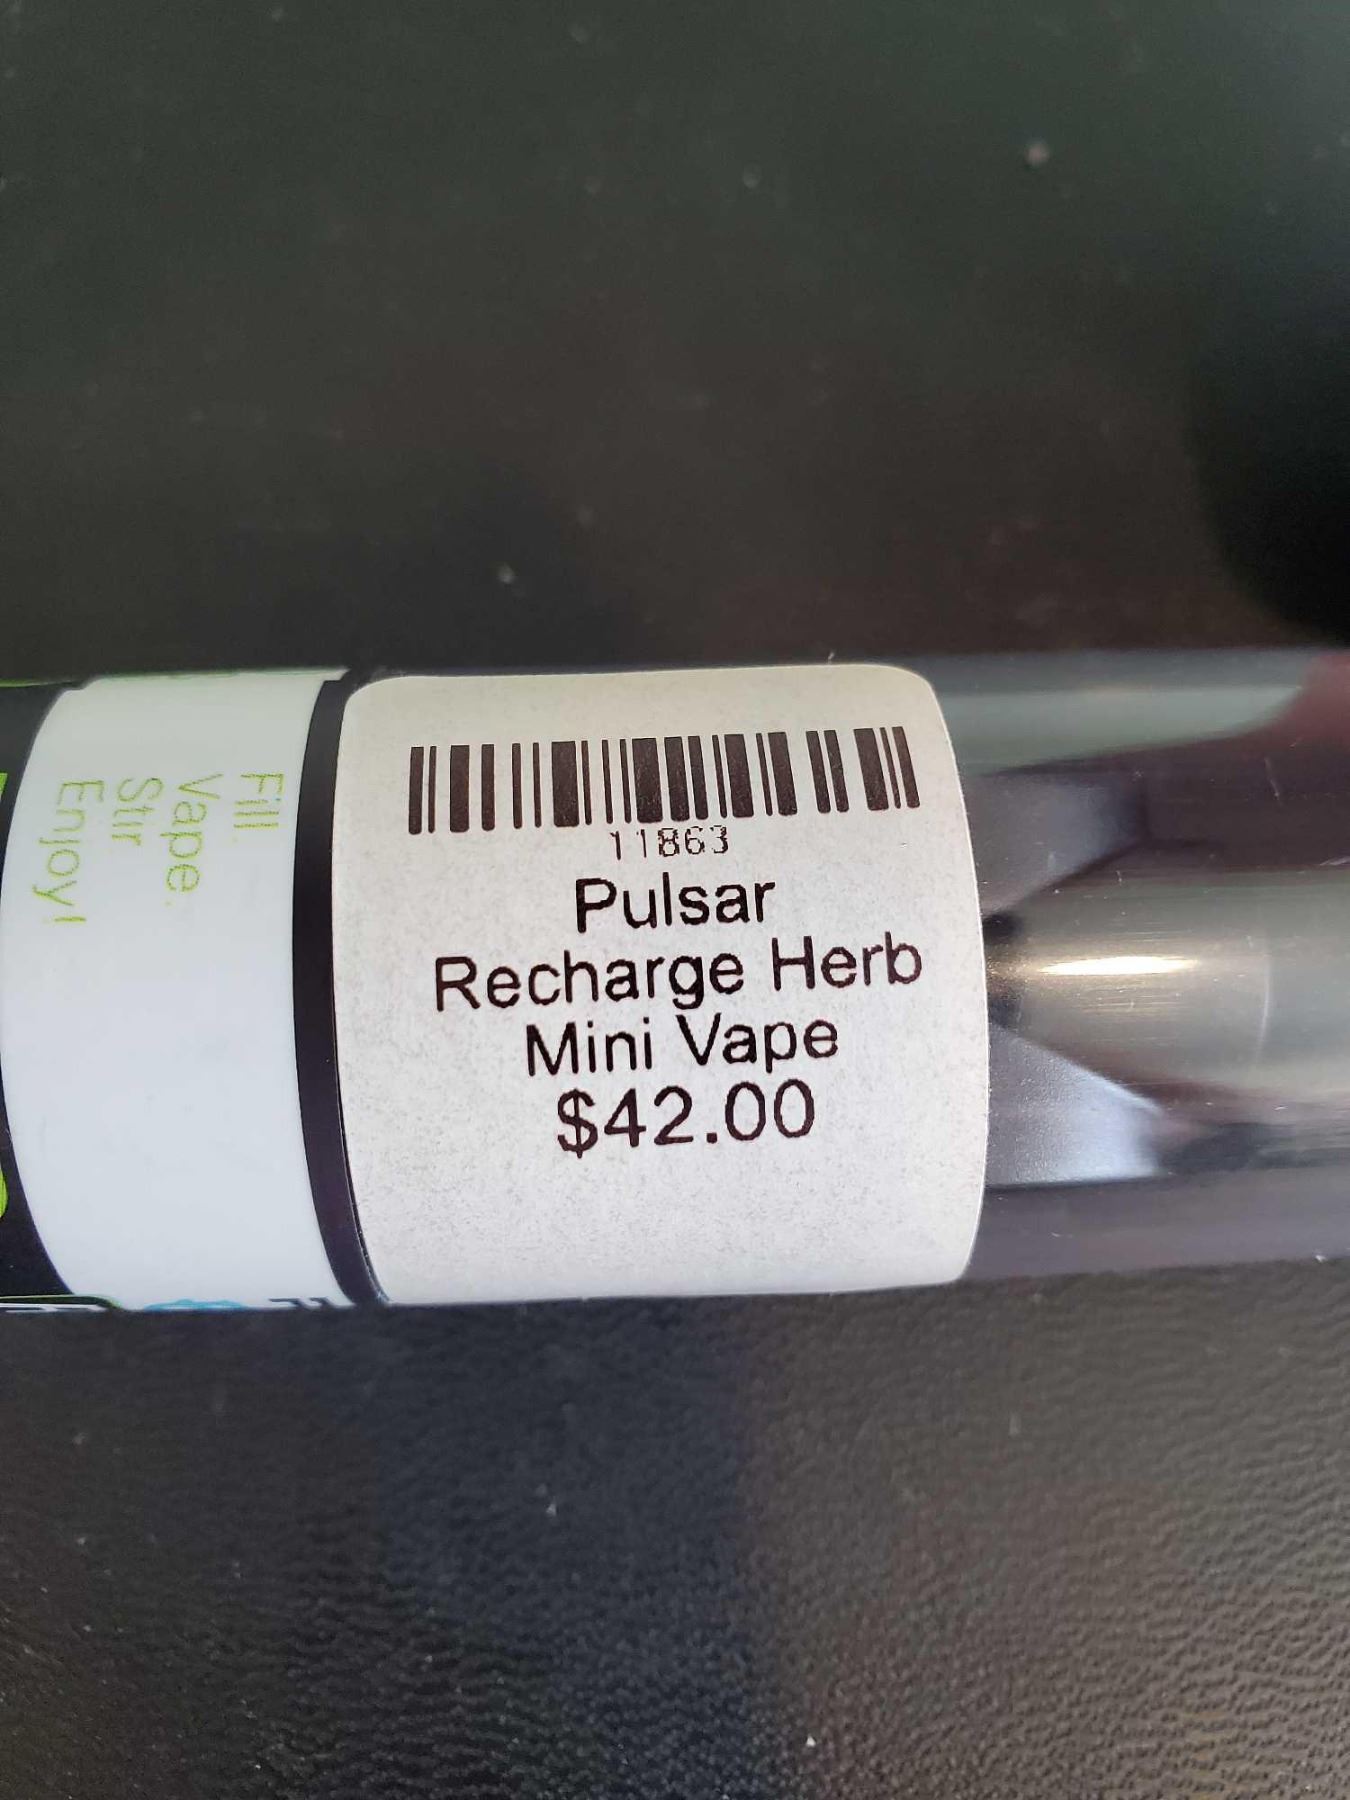 11863
Pulsar
Recharge Herb
Mini Vape
$42.00
Fill.
Vape.
Stir
Enjoy!